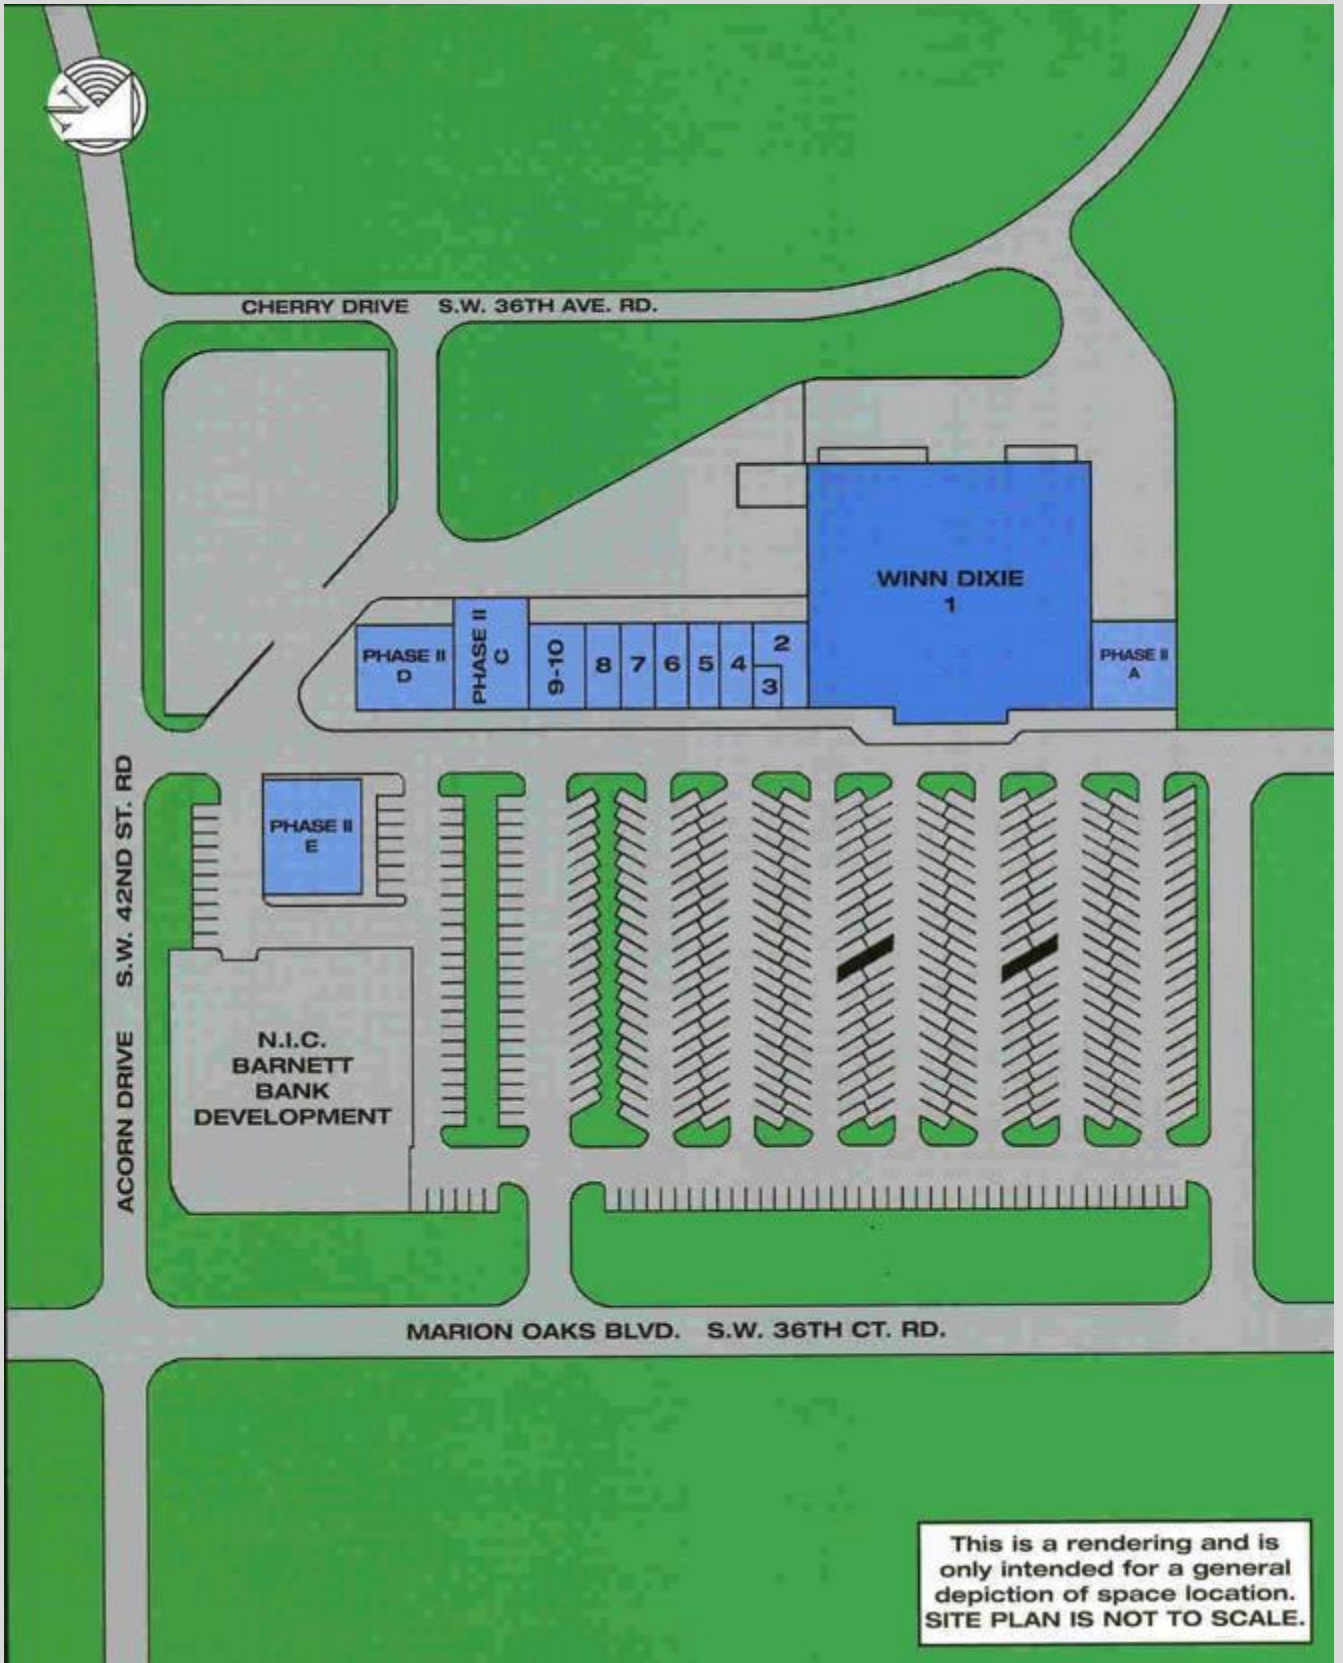 CHERRY DRIVE S.W. 36TH AVE. RD.
WINN DIXIE
1
PHASE II
D
PHASE II
C
9-10
8
7
6
5
4
2
3
PHASE II
A
PHASE II
E
ACORN DRIVE S.W. 42ND ST. RD
N.I.C.
BARNETT
BANK
DEVELOPMENT
MARION OAKS BLVD. S.W. 36TH CT. RD.
This is a rendering and is
only intended for a general
depiction of space location.
SITE PLAN IS NOT TO SCALE.